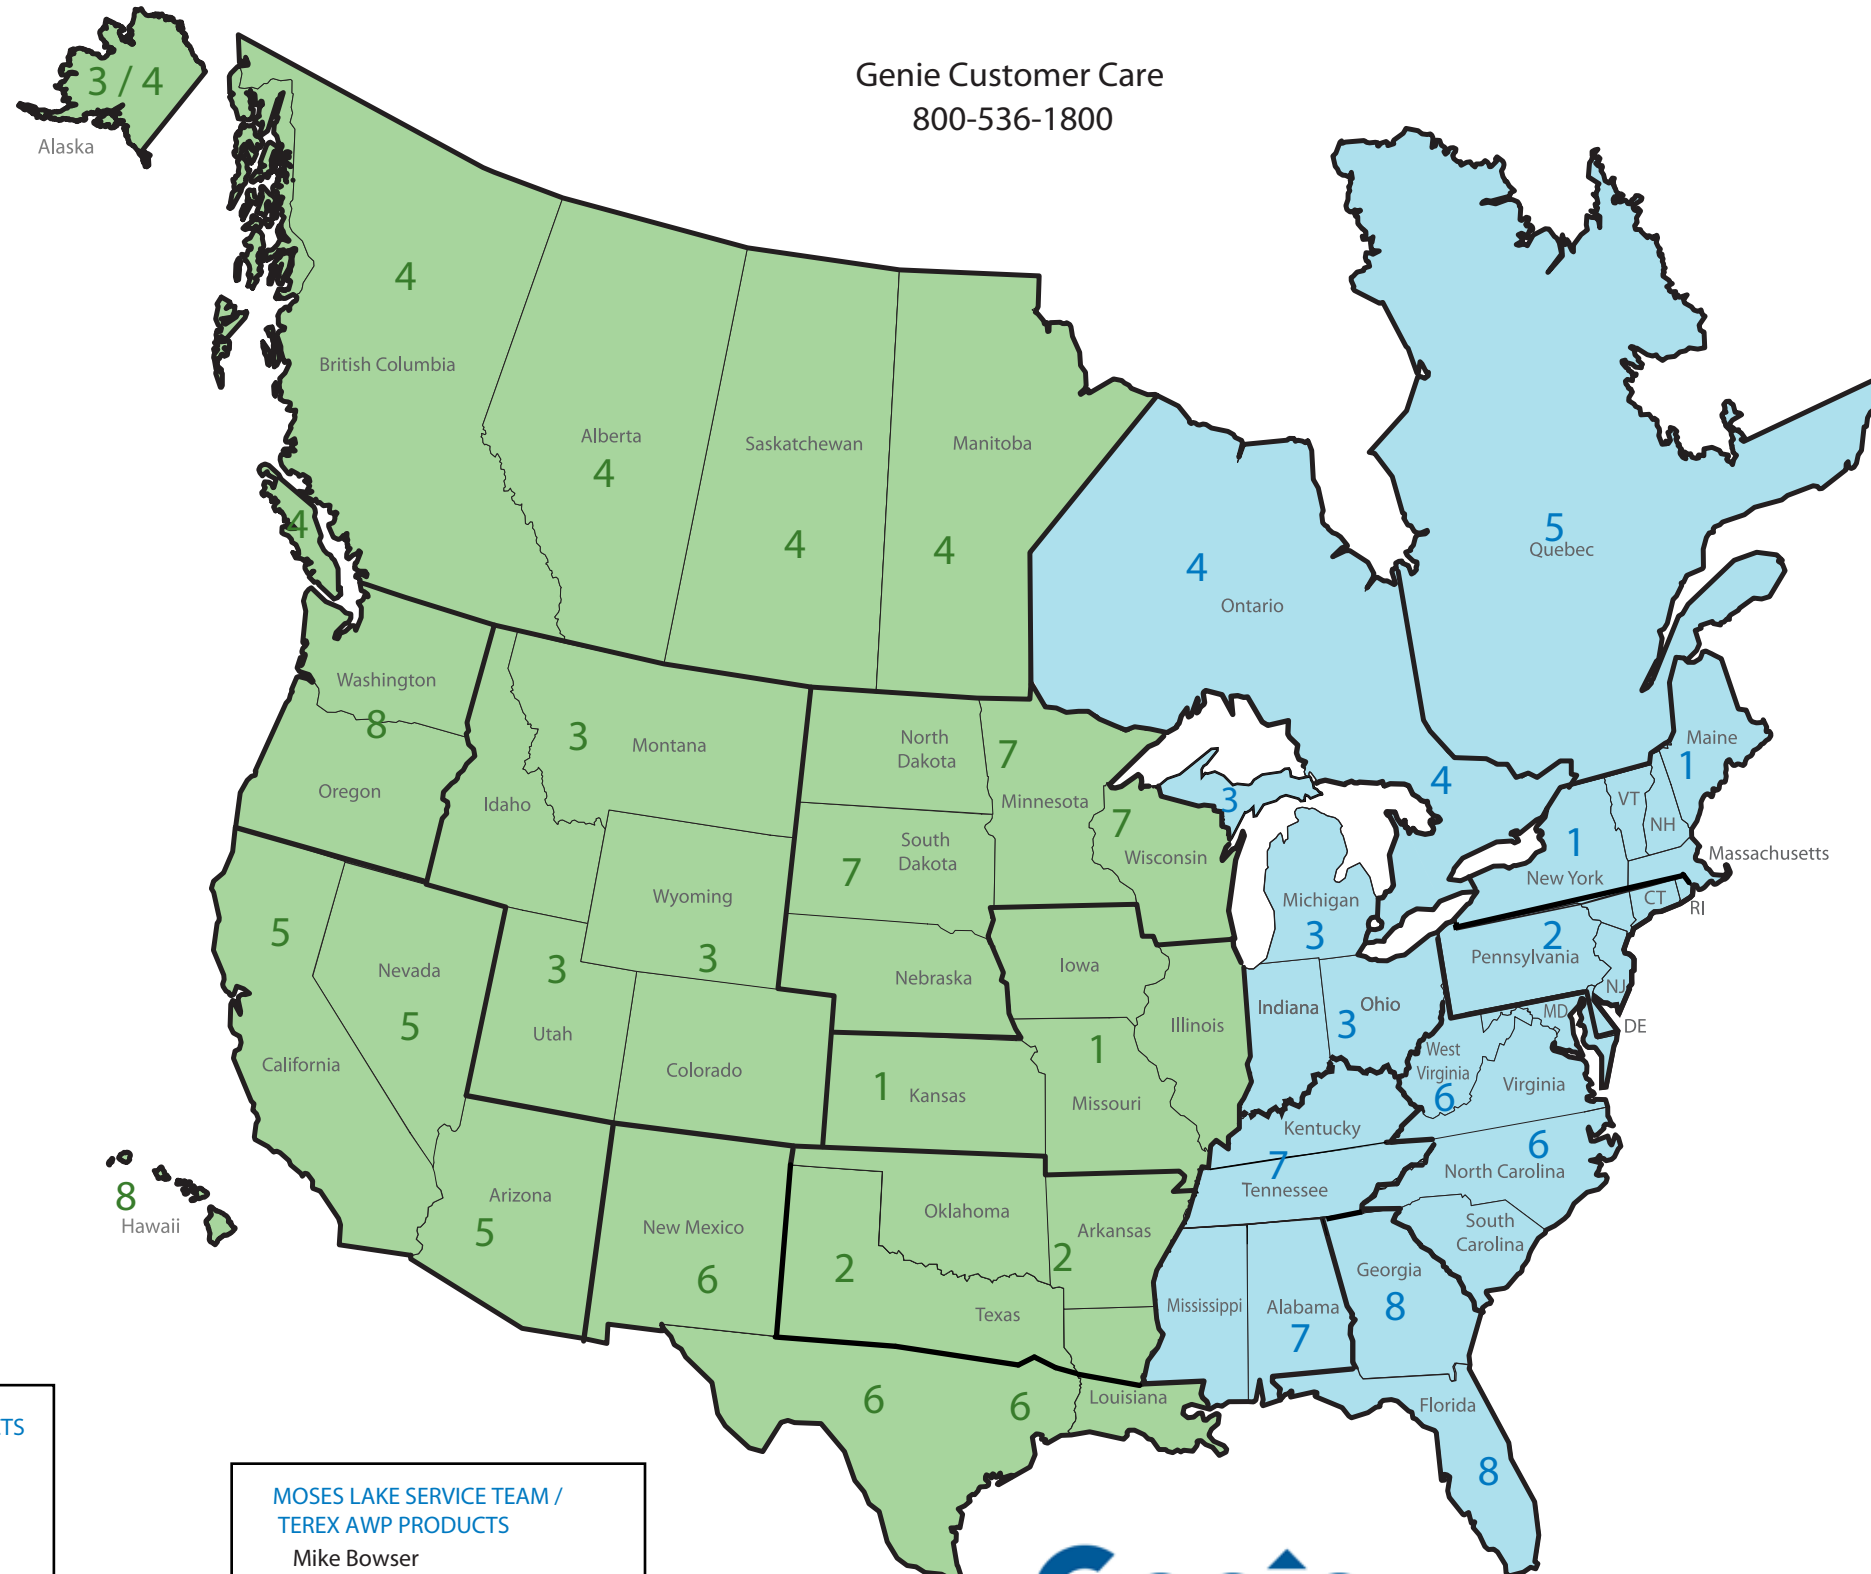 Genie Customer Care
800-536-1800
3 / 4
Alaska
4
British Columbia
Alberta
4
Saskatchewan
4
Manitoba
4
4
4
Ontario
5
Quebec
Washington
8
Oregon
3
Montana
Idaho
North
Dakota
7
Minnesota
South
Dakota
7
7
Wisconsin
3
4
Maine
1
VT
NH
1
New York
Massachusetts
CT
RI
Michigan
3
2
Pennsylvania
NJ
MD
DE
Wyoming
3
5
Nevada
5
California
3
Utah
Colorado
Nebraska
Iowa
Illinois
Indiana
Ohio
3
1
Kansas
1
Missouri
West
Virginia
6
Virginia
Kentucky
7
Tennessee
6
North Carolina
South
Carolina
8
Hawaii
Arizona
5
New Mexico
6
Oklahoma
2
Texas
Arkansas
2
Mississippi
Alabama
7
Georgia
8
6
6
Louisiana
Florida
8
TS
MOSES LAKE SERVICE TEAM /
TEREX AWP PRODUCTS
Mike Bowser